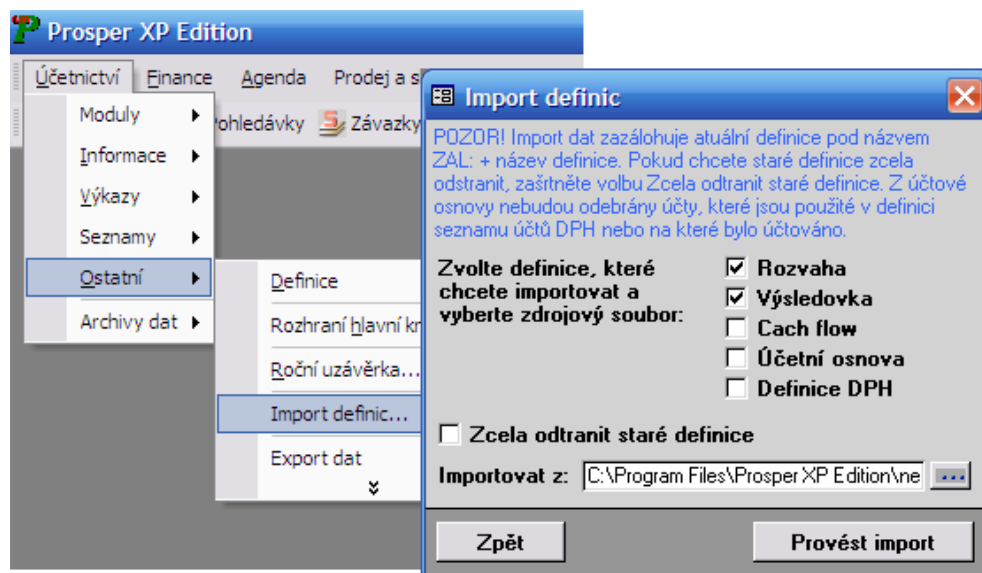 Prosper XP Edition
Účetnictví Finance Agenda Prodej a s
Moduly
Informace
Výkazy
Seznamy
Ostatní
Archivy dat
ohledávky Závazky
Definice
Rozhraní hlavní kn
Roční uzávěrka...
Import definic...
Export dat
Import definic
POZOR! Import dat zazálohuje atuální definice pod názvem
ZAL: + název definice. Pokud chcete staré definice zcela
odstranit, zašrtněte volbu Zcela odtranit staré definice. Z účtové
osnovy nebudou odebrány účty, které jsou použité v definici
seznamu účtů DPH nebo na které bylo účtováno.
Zvolte definice, které
chcete importovat a
vyberte zdrojový soubor:
Rozvaha
Výsledovka
Cach flow
Účetní osnova
Definice DPH
Zcela odtranit staré definice
Importovat z: C:\Program Files\Prosper XP Edition\ne ...
Zpět Provést import